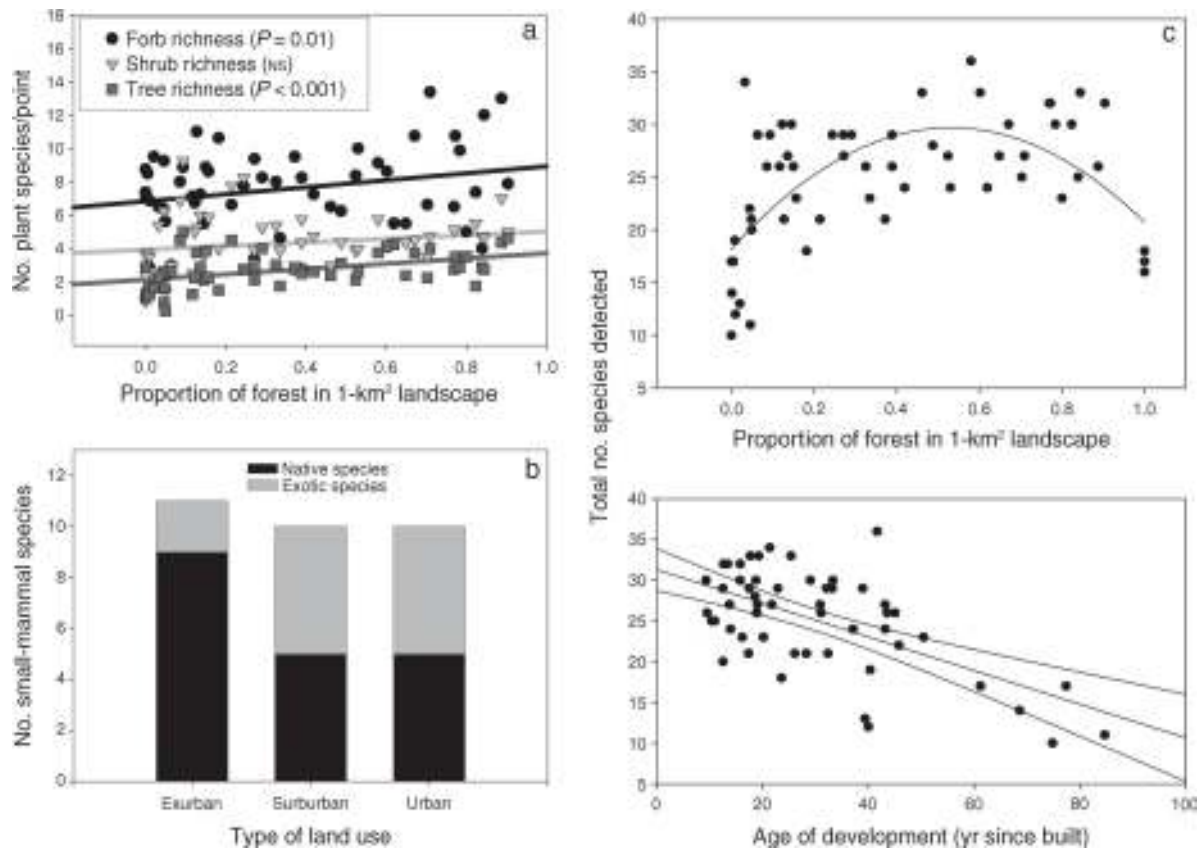 a
18
16
14
12
10
8
6
4
2
0
No. plant species/point
Forb richness (P = 0.01)
Shrub richness (NS)
Tree richness (P < 0.001)
0.0 0.2 0.4 0.6 0.8 1.0
Proportion of forest in 1-km² landscape
b
12
10
8
6
4
2
0
No. small-mammal species
Native species
Exotic species
Exurban Surburban Urban
Type of land use
Total no. species detected
c
40
35
30
25
20
15
10
5
0.0 0.2 0.4 0.6 0.8 1.0
Proportion of forest in 1-km² landscape
40
35
30
25
20
15
10
5
0 20 40 60 80 100
Age of development (yr since built)